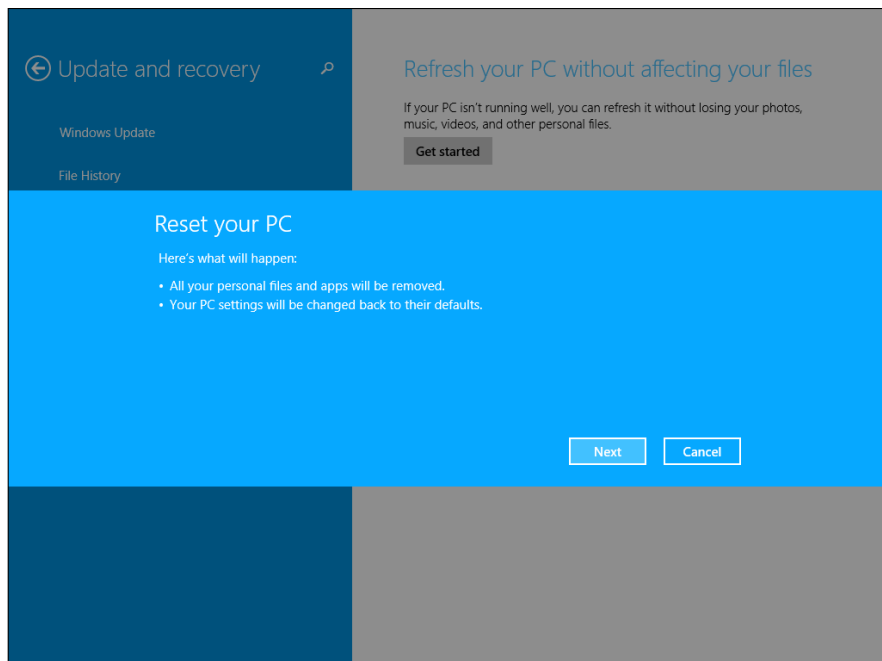 Update and recovery
Windows Update
File History
Refresh your PC without affecting your files
If your PC isn't running well, you can refresh it without losing your photos,
music, videos, and other personal files.
Get started
Reset your PC
Here's what will happen:
• All your personal files and apps will be removed.
• Your PC settings will be changed back to their defaults.
Next
Cancel